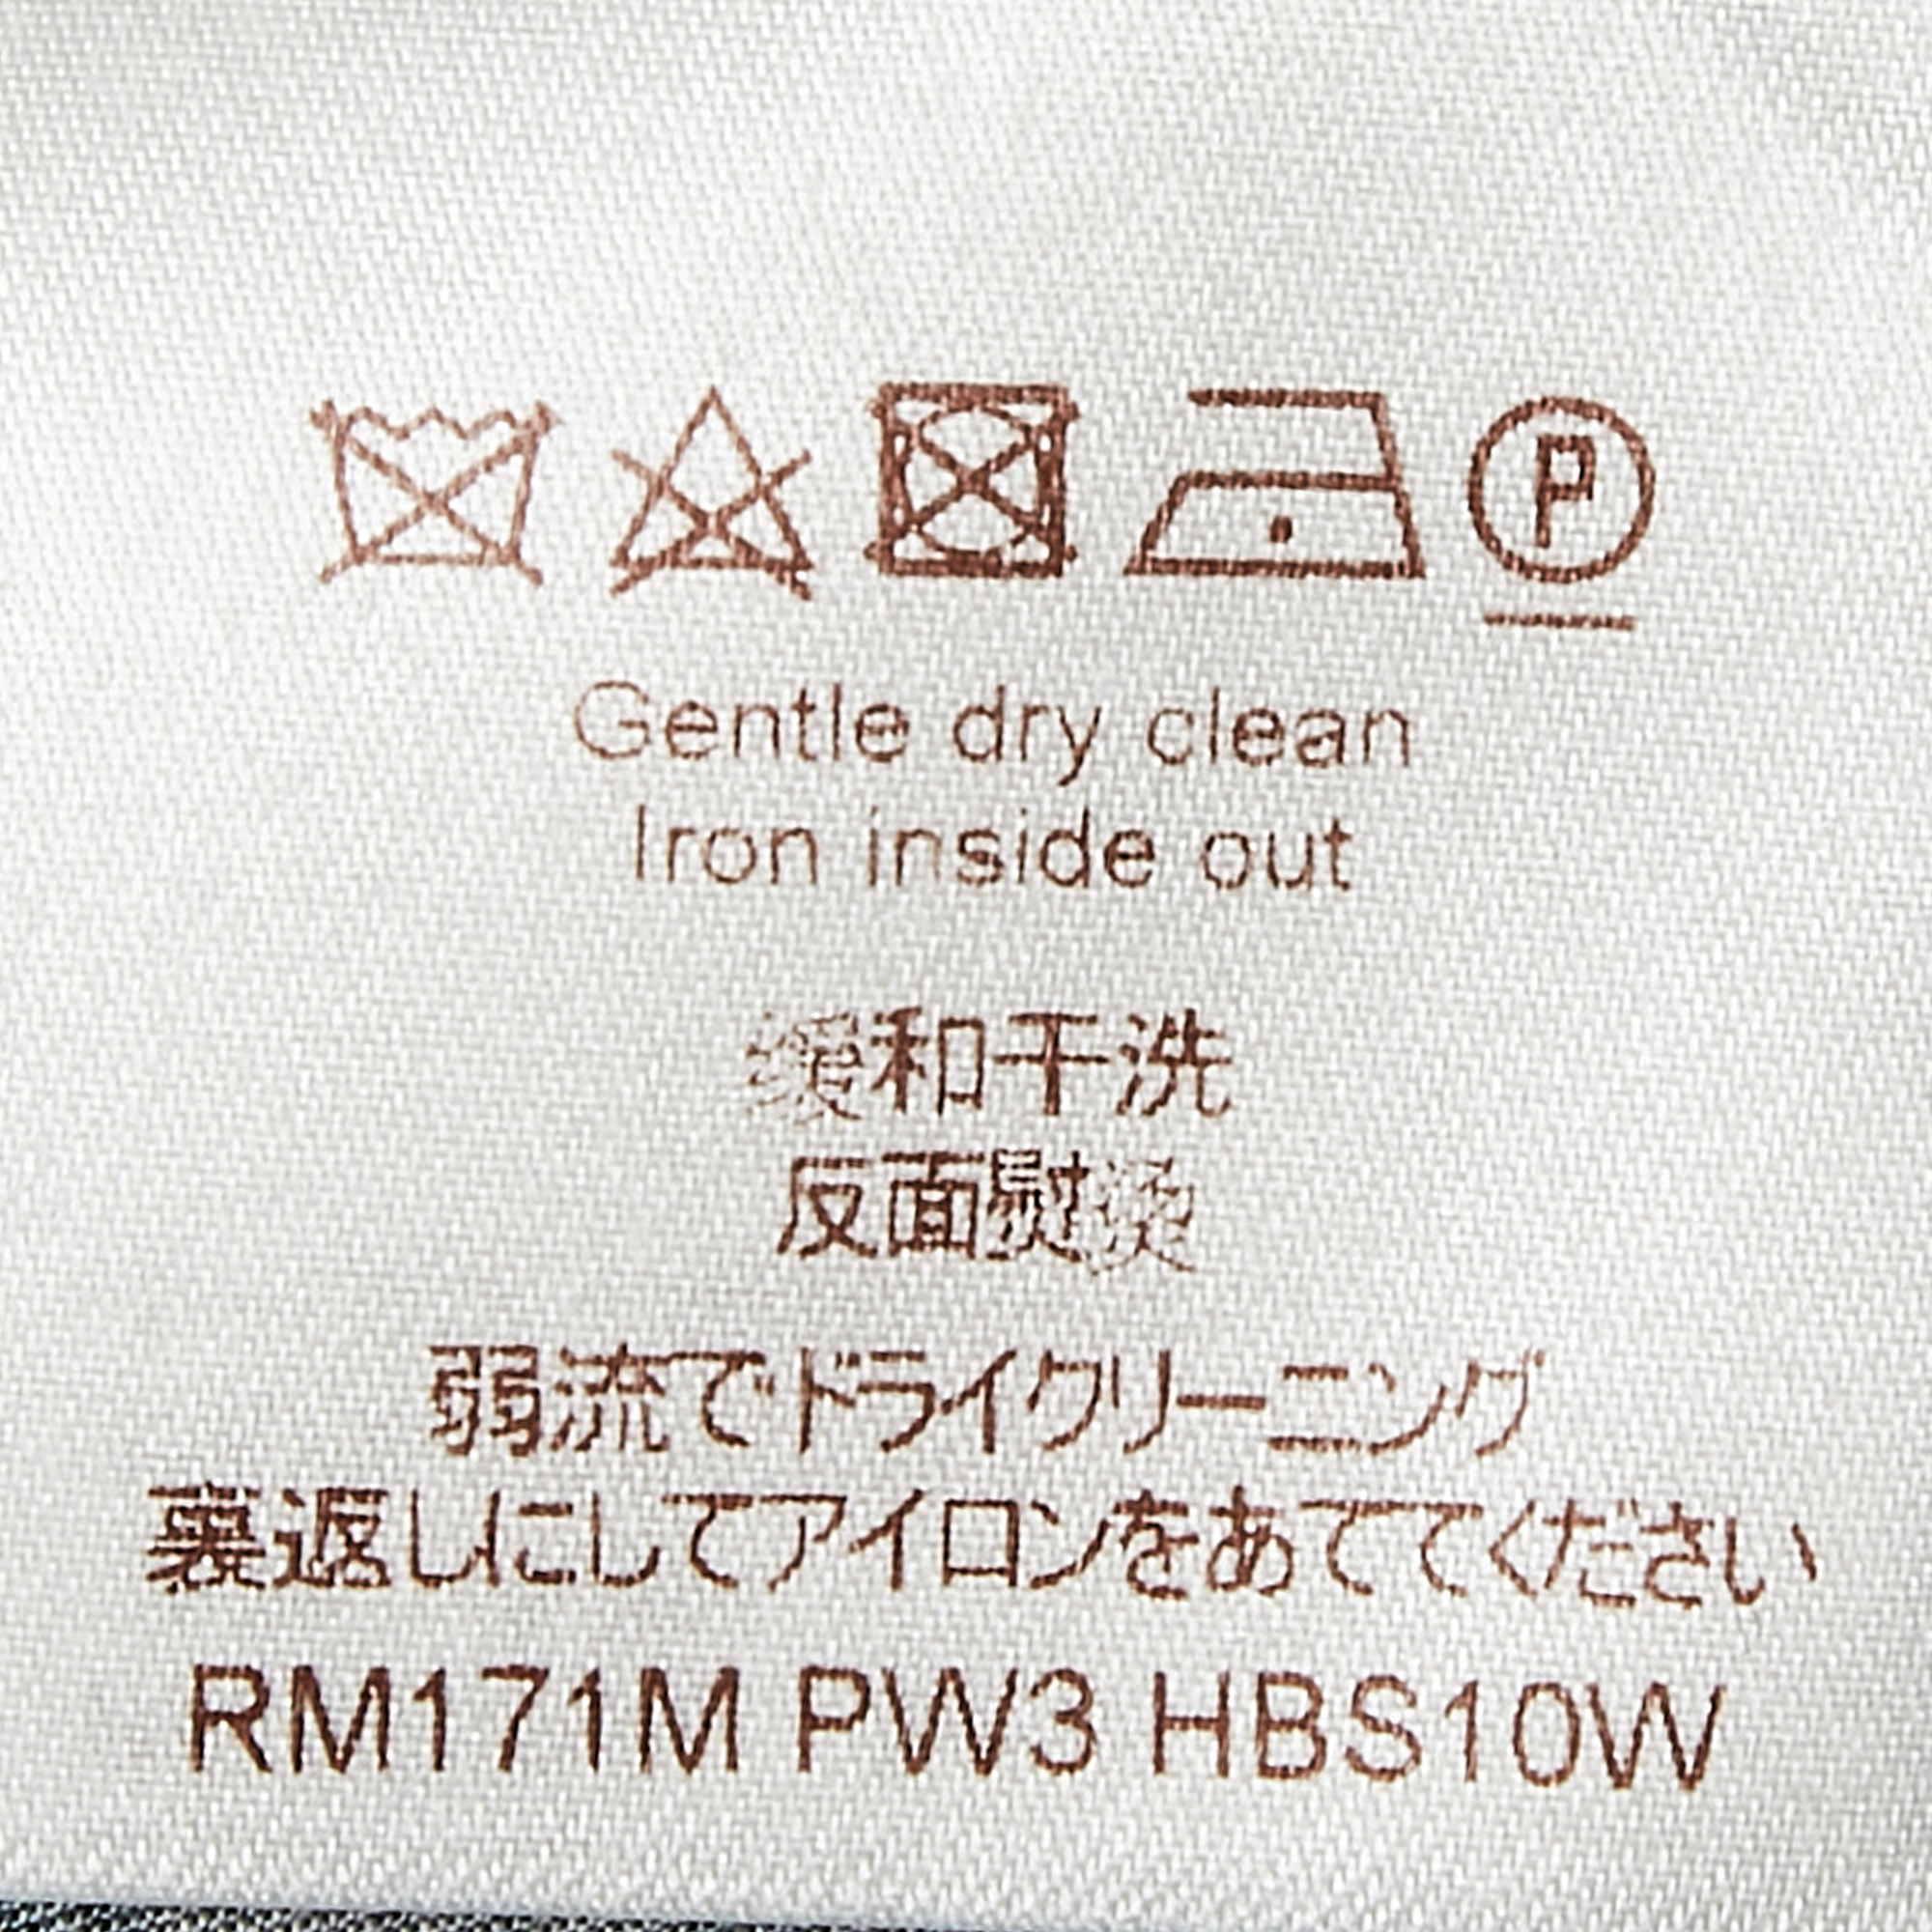 P
Gentle dry clean
Iron inside out
缓和干洗
反面熨烫
弱流でドライクリーニング
裏返しにしてアイロンをあててください
RM171M PW3 HBS10W